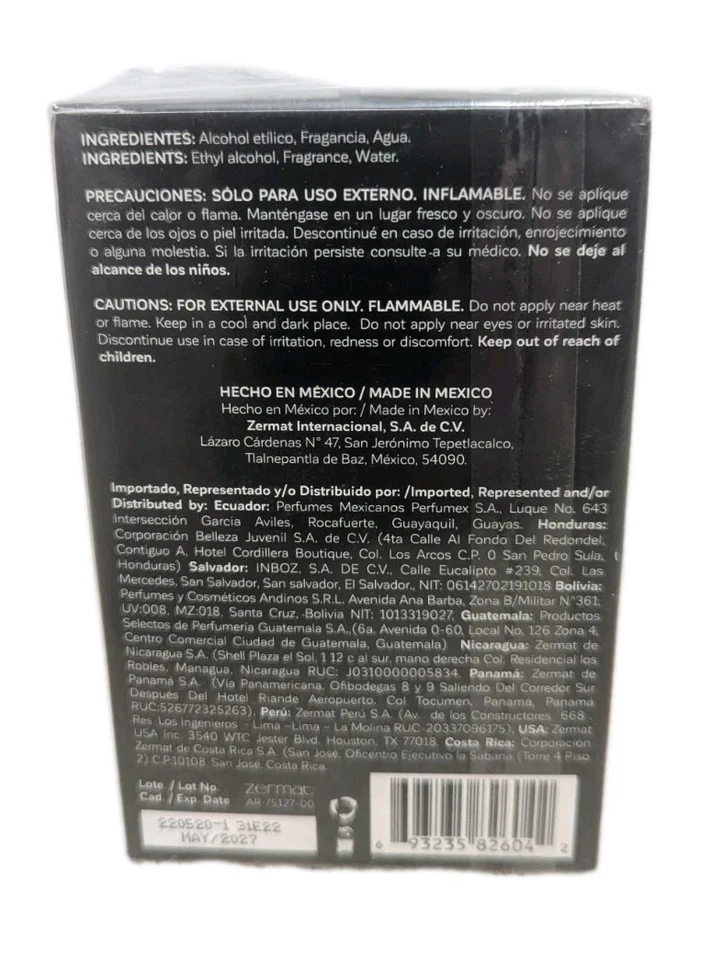 INGREDIENTES: Alcohol etílico, Fragancia, Agua.
INGREDIENTS: Ethyl alcohol, Fragrance, Water.
PRECAUCIONES: SÓLO PARA USO EXTERNO. INFLAMABLE. No se aplique
cerca del calor o flama. Manténgase en un lugar fresco y oscuro. No se aplique
cerca de los ojos o piel irritada. Descontinué en caso de irritación, enrojecimiento
o alguna molestia. Si la irritación persiste consulte a su médico. No se deje al
alcance de los niños.
CAUTIONS: FOR EXTERNAL USE ONLY. FLAMMABLE. Do not apply near heat
or flame. Keep in a cool and dark place. Do not apply near eyes or irritated skin.
Discontinue use in case of irritation, redness or discomfort. Keep out of reach of
children.
HECHO EN MÉXICO / MADE IN MEXICO
Hecho en México por: / Made in Mexico by:
Zermat Internacional, S.A. de C.V.
Lázaro Cárdenas N° 47, San Jerónimo Tepetlacalco,
Tlalnepantla de Baz, México, 54090.
Importado, Representado y/o Distribuido por: /Imported, Represented and/or
Distributed by: Ecuador: Perfumes Mexicanos Perfumex S.A., Luque No. 643
Intersección Garcia Aviles, Rocafuerte, Guayaquil, Guayas. Honduras:
Corporación Belleza Juvenil S.A. de C.V. (4ta Calle Al Fondo Del Redondel,
Contiguo A, Hotel Cordillera Boutique, Col. Los Arcos C.P. 0 San Pedro Sula,
Honduras) Salvador: INBOZ, S.A. DE C.V., Calle Eucalipto #239, Col. Las
Mercedes, San Salvador, San salvador, El Salvador., NIT: 06142702191018 Bolivia:
Perfumes y Cosméticos Andinos S.R.L. Avenida Ana Barba, Zona B/Militar N°361,
UV:008, MZ:018, Santa Cruz, Bolivia NIT: 1013319027, Guatemala: Productos
Selectos de Perfumería Guatemala S.A.,(6a. Avenida 0-60, Local No. 126 Zona 4,
Centro Comercial Ciudad de Guatemala, Guatemala) Nicaragua: Zermat de
Nicaragua S.A. (Shell Plaza el Sol, 1 12 c al sur, mano derecha Col. Residencial los
Robles, Managua, Nicaragua RUC: J0310000005834, Panamá: Zermat de
Panamá S.A. (Vía Panamericana, Ofibodegas 8 y 9 Saliendo Del Corredor Sur
Después Del Hotel Riande Aeropuerto, Col Tocumen, Panamá, Panamá
RUC:526772325263), Perú: Zermat Perú S.A (Av. de los Constructores 668 -
Res Los Ingenieros - Lima -Lima - La Molina RUC-20337096175), USA: Zermat
USA Inc. 3540 WTC Jester Blvd. Houston, TX 77018. Costa Rica: Corporación
Zermat de Costa Rica S.A. (San José, Oficentro Ejecutivo la Sabana (Torre 4 Piso
2) C.P.10108 San José, Costa Rica
Lote / Lot No.
Cad / Exp. Date
zermat
AR-75127-00
220520-1 31E22
MAY/2027
6 93235 82604 2